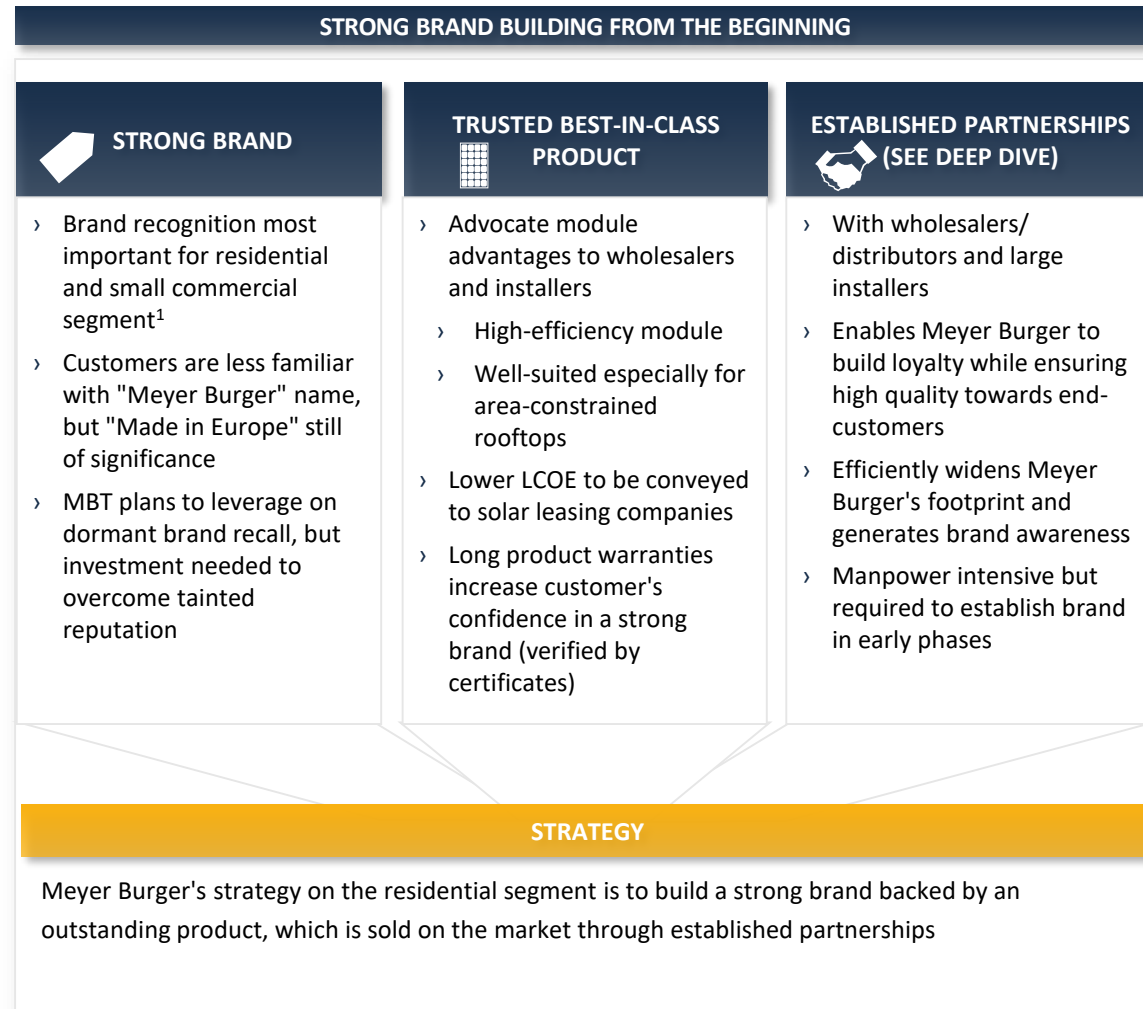 STRONG BRAND BUILDING FROM THE BEGINNING
STRONG BRAND
› Brand recognition most
important for residential
and small commercial
segment¹
› Customers are less familiar
with "Meyer Burger" name,
but "Made in Europe" still
of significance
› MBT plans to leverage on
dormant brand recall, but
investment needed to
overcome tainted
reputation
TRUSTED BEST-IN-CLASS
PRODUCT
› Advocate module
advantages to wholesalers
and installers
› High-efficiency module
› Well-suited especially for
area-constrained
rooftops
› Lower LCOE to be conveyed
to solar leasing companies
› Long product warranties
increase customer's
confidence in a strong
brand (verified by
certificates)
ESTABLISHED PARTNERSHIPS
(SEE DEEP DIVE)
› With wholesalers/
distributors and large
installers
› Enables Meyer Burger to
build loyalty while ensuring
high quality towards end-
customers
› Efficiently widens Meyer
Burger's footprint and
generates brand awareness
› Manpower intensive but
required to establish brand
in early phases
STRATEGY
Meyer Burger's strategy on the residential segment is to build a strong brand backed by an
outstanding product, which is sold on the market through established partnerships